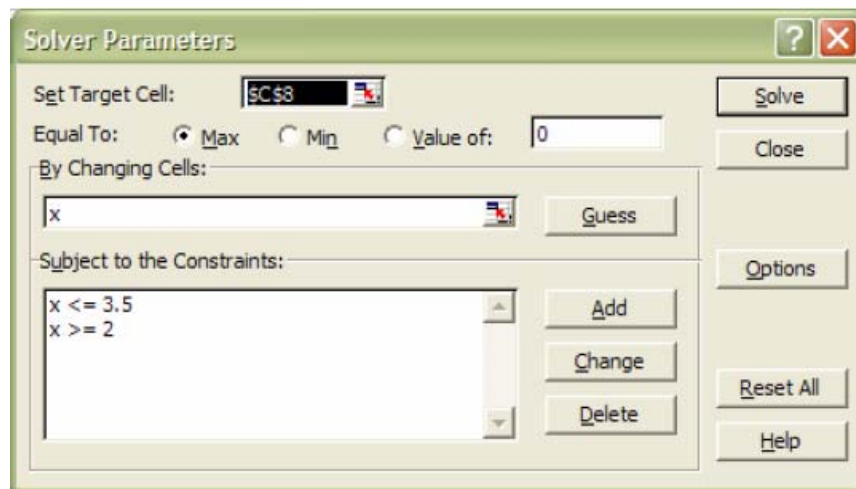 Solver Parameters
?
Set Target Cell: $C$8 Solve
Equal To: Max Min Value of: 0 Close
By Changing Cells:
x Guess
Subject to the Constraints: Options
x <= 3.5 Add
x >= 2
Change
Delete Reset All
Help